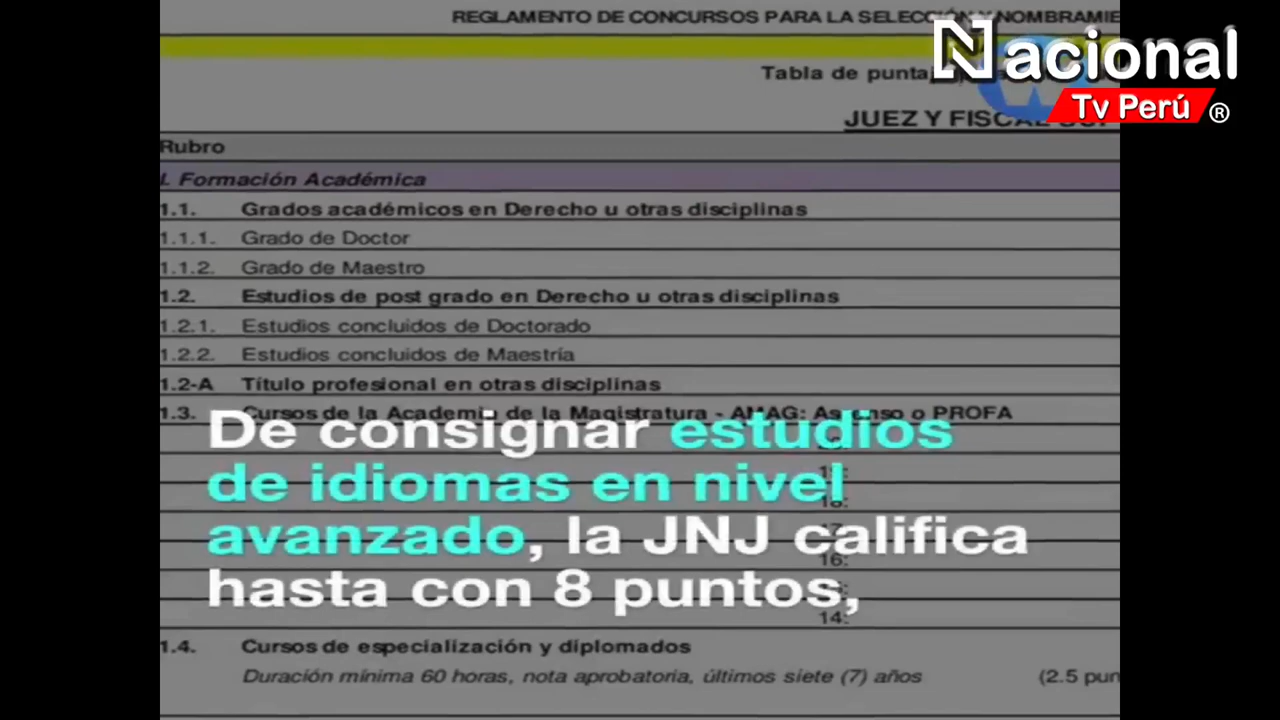 REGLAMENTO DE CONCURSOS PARA LA SELECCIÓN Y
Nacional
Tv Perú ®
Tabla de
JUEZ Y FISCAL
Rubro
I. Formación Académica
1.1. Grados académicos en Derecho u otras disciplinas
1.1.1. Grado de Doctor
1.1.2. Grado de Maestro
1.2. Estudios de post grado en Derecho u otras disciplinas
1.2.1. Estudios concluidos de Doctorado
1.2.2. Estudios concluidos de Maestría
1.2-A Título profesional en otras disciplinas
1.3. Cursos de la Academia de la Magistratura - AMAG: Ascenso o PROFA
De consignar estudios
de idiomas en nivel
avanzado, la JNJ califica
hasta con 8 puntos,
16:
14:
1.4. Cursos de especialización y diplomados
Duración mínima 60 horas, nota aprobatoria, últimos siete (7) años (2.5